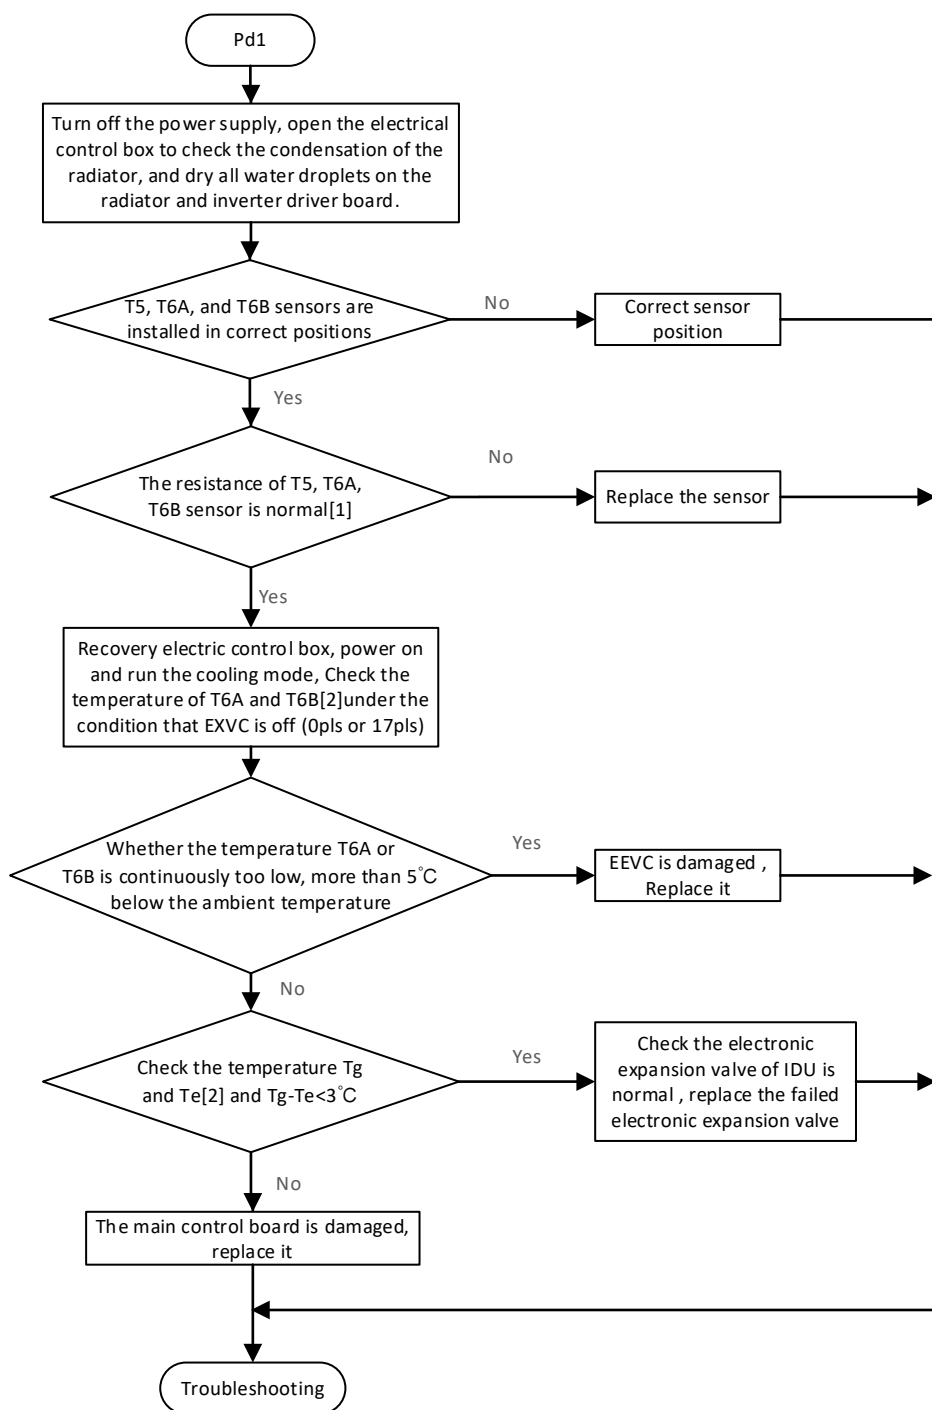 Pd1
Turn off the power supply, open the electrical
control box to check the condensation of the
radiator, and dry all water droplets on the
radiator and inverter driver board.
T5, T6A, and T6B sensors are
installed in correct positions
No
Correct sensor
position
Yes
The resistance of T5, T6A,
T6B sensor is normal[1]
No
Replace the sensor
Yes
Recovery electric control box, power on
and run the cooling mode, Check the
temperature of T6A and T6B[2]under the
condition that EXVC is off (0pls or 17pls)
Whether the temperature T6A or
T6B is continuously too low, more than 5℃
below the ambient temperature
Yes
EEVC is damaged ,
Replace it
No
Check the temperature Tg
and Te[2] and Tg-Te<3℃
Yes
Check the electronic
expansion valve of IDU is
normal , replace the failed
electronic expansion valve
No
The main control board is damaged,
replace it
Troubleshooting